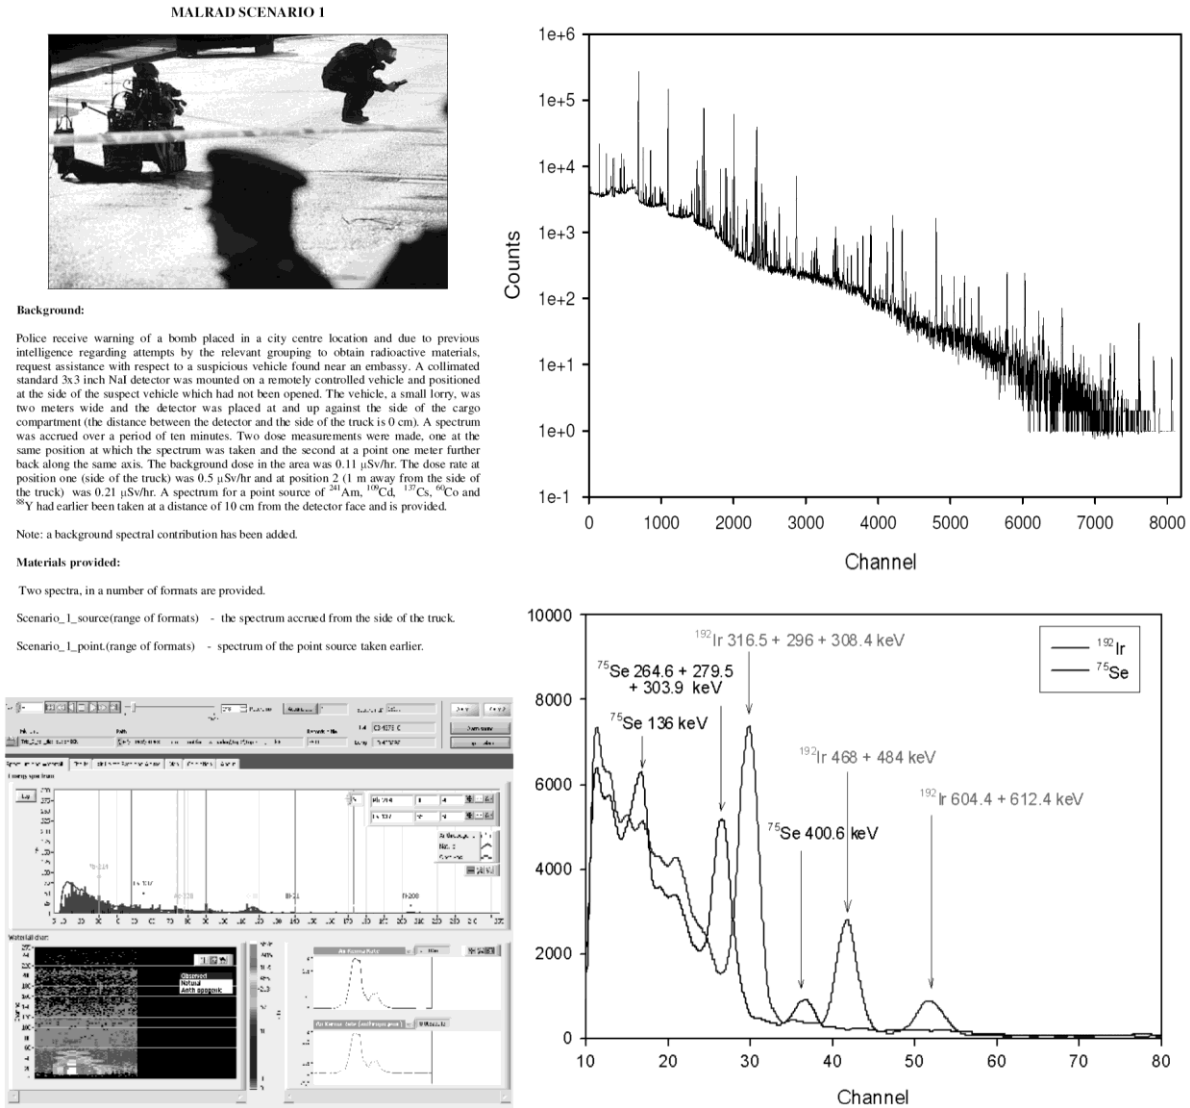 MALRAD SCENARIO 1
Background:
Police receive warning of a bomb placed in a city centre location and due to previous
intelligence regarding attempts by the relevant grouping to obtain radioactive materials,
request assistance with respect to a suspicious vehicle found near an embassy. A collimated
standard 3x3 inch NaI detector was mounted on a remotely controlled vehicle and positioned
at the side of the suspect vehicle which had not been opened. The vehicle, a small lorry, was
two meters wide and the detector was placed at and up against the side of the cargo
compartment (the distance between the detector and the side of the truck is 0 cm). A spectrum
was accrued over a period of ten minutes. Two dose measurements were made, one at the
same position at which the spectrum was taken and the second at a point one meter further
back along the same axis. The background dose in the area was 0.11 µSv/hr. The dose rate at
position one (side of the truck) was 0.5 µSv/hr and at position 2 (1 m away from the side of
the truck) was 0.21 µSv/hr. A spectrum for a point source of ²⁴¹Am, ¹⁰⁹Cd, ¹³⁷Cs, ⁶⁰Co and
⁸⁸Y had earlier been taken at a distance of 10 cm from the detector face and is provided.
Note: a background spectral contribution has been added.
Materials provided:
Two spectra, in a number of formats are provided.
Scenario_1_source(range of formats) - the spectrum accrued from the side of the truck.
Scenario_1_point.(range of formats) - spectrum of the point source taken earlier.
1e+6
1e+5
1e+4
1e+3
1e+2
1e+1
1e+0
1e-1
Counts
0 1000 2000 3000 4000 5000 6000 7000 8000
Channel
10000
8000
6000
4000
2000
0
¹⁹²Ir 316.5 + 296 + 308.4 keV
⁷⁵Se 264.6 + 279.5
+ 303.9 keV
⁷⁵Se 136 keV
¹⁹²Ir 468 + 484 keV
¹⁹²Ir 604.4 + 612.4 keV
⁷⁵Se 400.6 keV
¹⁹²Ir
⁷⁵Se
10 20 30 40 50 60 70 80
Channel
Energy spectrum
Waterfall chart
Observed
Natural
Anthropogenic